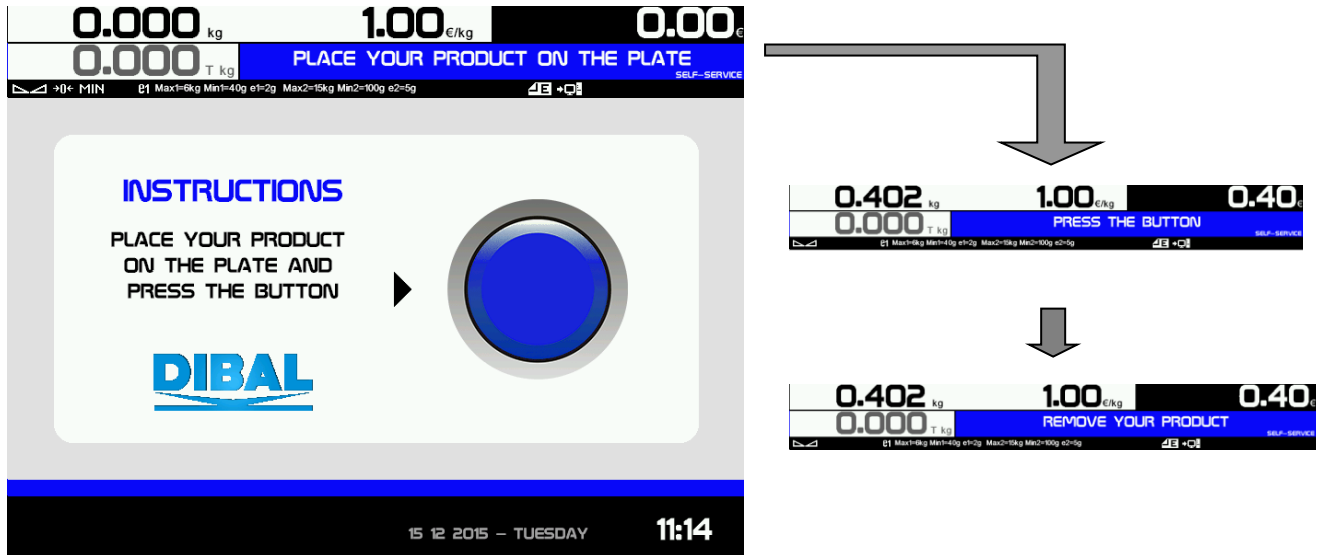 0.000 kg 1.00 €/kg 0.00 €
0.000 T kg PLACE YOUR PRODUCT ON THE PLATE
SELF-SERVICE
→0← MIN e1 Max1=6kg Min1=40g e1=2g Max2=15kg Min2=100g e2=5g E
INSTRUCTIONS
PLACE YOUR PRODUCT
ON THE PLATE AND
PRESS THE BUTTON
DIBAL
15 12 2015 - TUESDAY 11:14
0.402 kg 1.00 €/kg 0.40 €
0.000 T kg PRESS THE BUTTON
SELF-SERVICE
e1 Max1=6kg Min1=40g e1=2g Max2=15kg Min2=100g e2=5g E
0.402 kg 1.00 €/kg 0.40 €
0.000 T kg REMOVE YOUR PRODUCT
SELF-SERVICE
e1 Max1=6kg Min1=40g e1=2g Max2=15kg Min2=100g e2=5g E